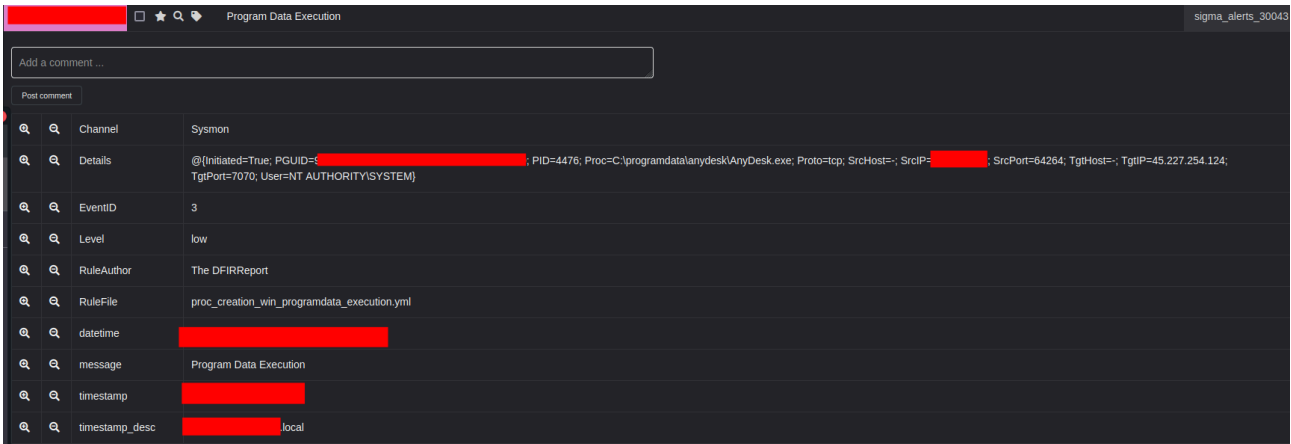 Program Data Execution sigma_alerts_30043
Add a comment ...
Post comment
Channel Sysmon
Details @{Initiated=True; PGUID=9 ; PID=4476; Proc=C:\programdata\anydesk\AnyDesk.exe; Proto=tcp; SrcHost=-; SrcIP= ; SrcPort=64264; TgtHost=-; TgtIP=45.227.254.124;
TgtPort=7070; User=NT AUTHORITY\SYSTEM}
EventID 3
Level low
RuleAuthor The DFIRReport
RuleFile proc_creation_win_programdata_execution.yml
datetime
message Program Data Execution
timestamp
timestamp_desc .local